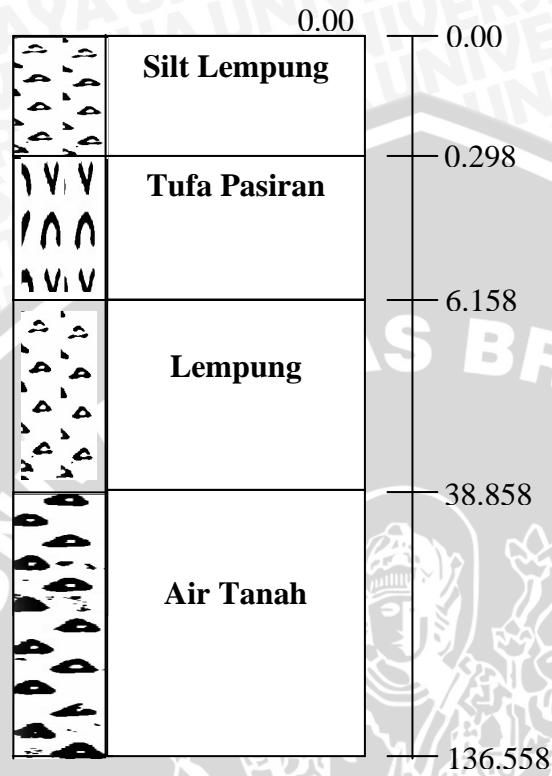 0.00
0.00
Silt Lempung
0.298
Tufa Pasiran
6.158
Lempung
38.858
Air Tanah
136.558